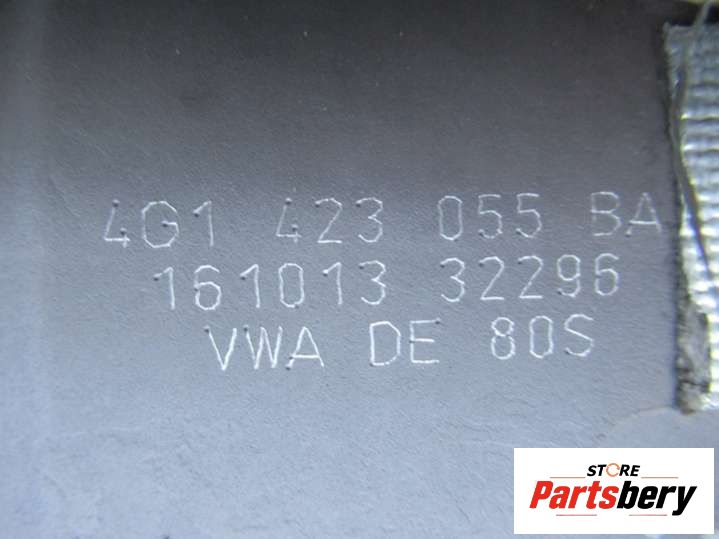 4G1 423 055 BA
161013 32296
VWA DE 80S
STORE
Partsbery